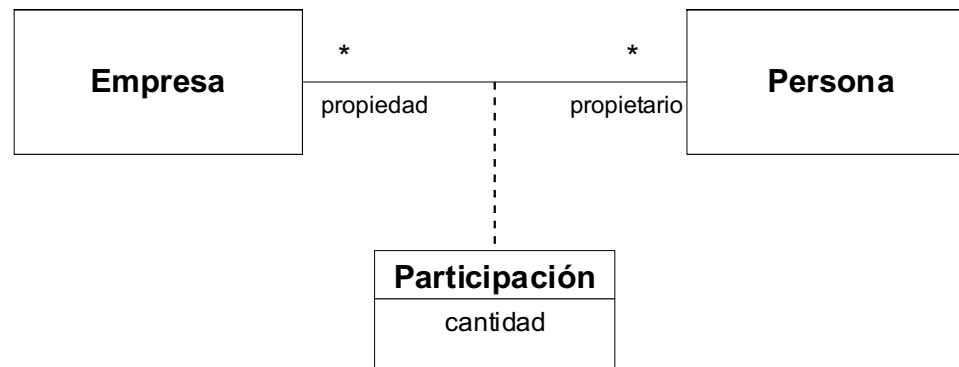 * *
Empresa Persona
propiedad propietario
Participación
cantidad